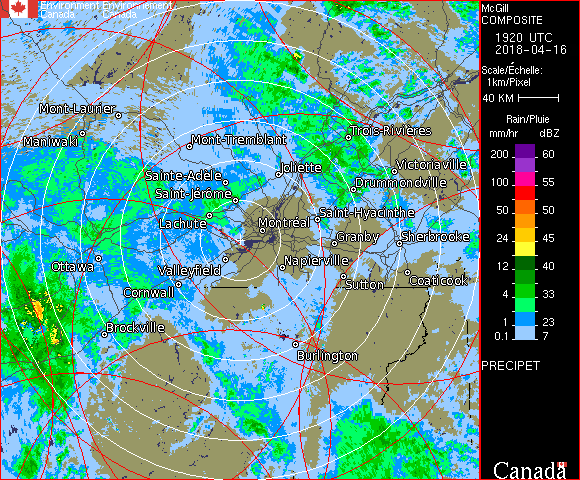 Environment Environnement
Canada Canada
McGill
COMPOSITE
1920 UTC
2018-04-16
Scale/Échelle:
1km/Pixel
40 KM
Rain/Pluie
mm/hr dBZ
200 60
100 55
50 50
24 45
12 40
4 33
1 23
0.1 7
PRECIPET
Canada
Mont-Laurier
Maniwaki
Mont-Tremblant
Trois-Rivières
Joliette
Victoriaville
Sainte-Adèle
Drummondville
Saint-Jérôme
Lachute
Saint-Hyacinthe
Montréal
Granby
Sherbrooke
Ottawa
Valleyfield
Napierville
Coaticook
Cornwall
Sutton
Brockville
Burlington